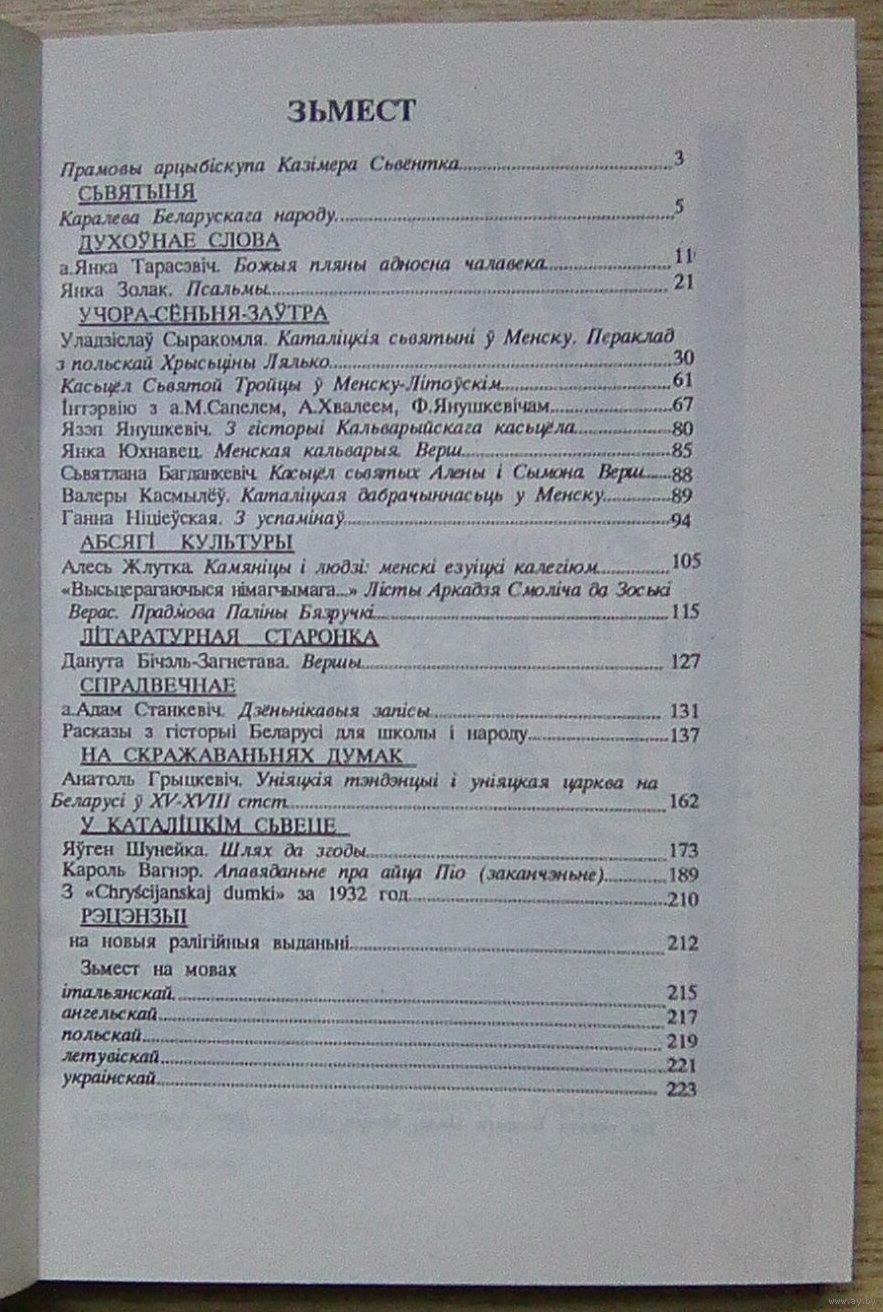 ЗЬМЕСТ
Прамовы арцыбіскупа Казімера Сьвёнтка 3
СЬВЯТЫНЯ
Каралева Беларускага народу 5
ДУХОЎНАЕ СЛОВА
а.Янка Тарасэвіч. Божыя пляны адносна чалавека 11
Янка Золак. Псальмы 21
УЧОРА-СЁНЬНЯ-ЗАЎТРА
Уладзіслаў Сыракомля. Каталіцкія сьвятыні ў Менску. Пераклад
з польскай Хрысьціны Лялько 30
Касьцёл Сьвятой Тройцы ў Менску-Літоўскім 61
Інтэрвію з а.М.Сапелем, А.Хвалеем, Ф.Янушкевічам 67
Язэп Янушкевіч. З гісторыі Кальварыйскага касьцёла 80
Янка Юхнавец. Менская кальварыя. Верш 85
Сьвятлана Багданкевіч. Касьцёл сьвятых Алены і Сымона. Верш 88
Валеры Касмылёў. Каталіцкая дабрачыннасьць у Менску 89
Ганна Ніціеўская. З успамінаў 94
АБСЯГІ КУЛЬТУРЫ
Алесь Жлутка. Камяніцы і людзі: менскі езуіцкі калегіюм 105
«Высьцерагаючыся німагчымага...» Лісты Аркадзя Смоліча да Зоські
Верас. Прадмова Паліны Бязручкі 115
ЛІТАРАТУРНАЯ СТАРОНКА
Данута Бічэль-Загнетава. Вершы 127
СПРАДВЕЧНАЕ
а.Адам Станкевіч. Дзеньнікавыя запісы 131
Расказы з гісторыі Беларусі для школы і народу 137
НА СКРАЖАВАНЬНЯХ ДУМАК
Анатоль Грыцкевіч. Уніяцкія тэндэнцыі і уніяцкая царква на
Беларусі ў XV-XVIII стст. 162
У КАТАЛІЦКІМ СЬВЕЦЕ
Яўген Шунейка. Шлях да згоды 173
Кароль Вагнэр. Апавяданьне пра айца Піо (заканчэньне) 189
З «Chryścijanskaj dumki» за 1932 год 210
РЭЦЭНЗЫІ
на новыя рэлігійныя выданьні 212
Зьмест на мовах
італьянскай 215
ангельскай 217
польскай 219
летувіскай 221
украінскай 223
www.ay.by